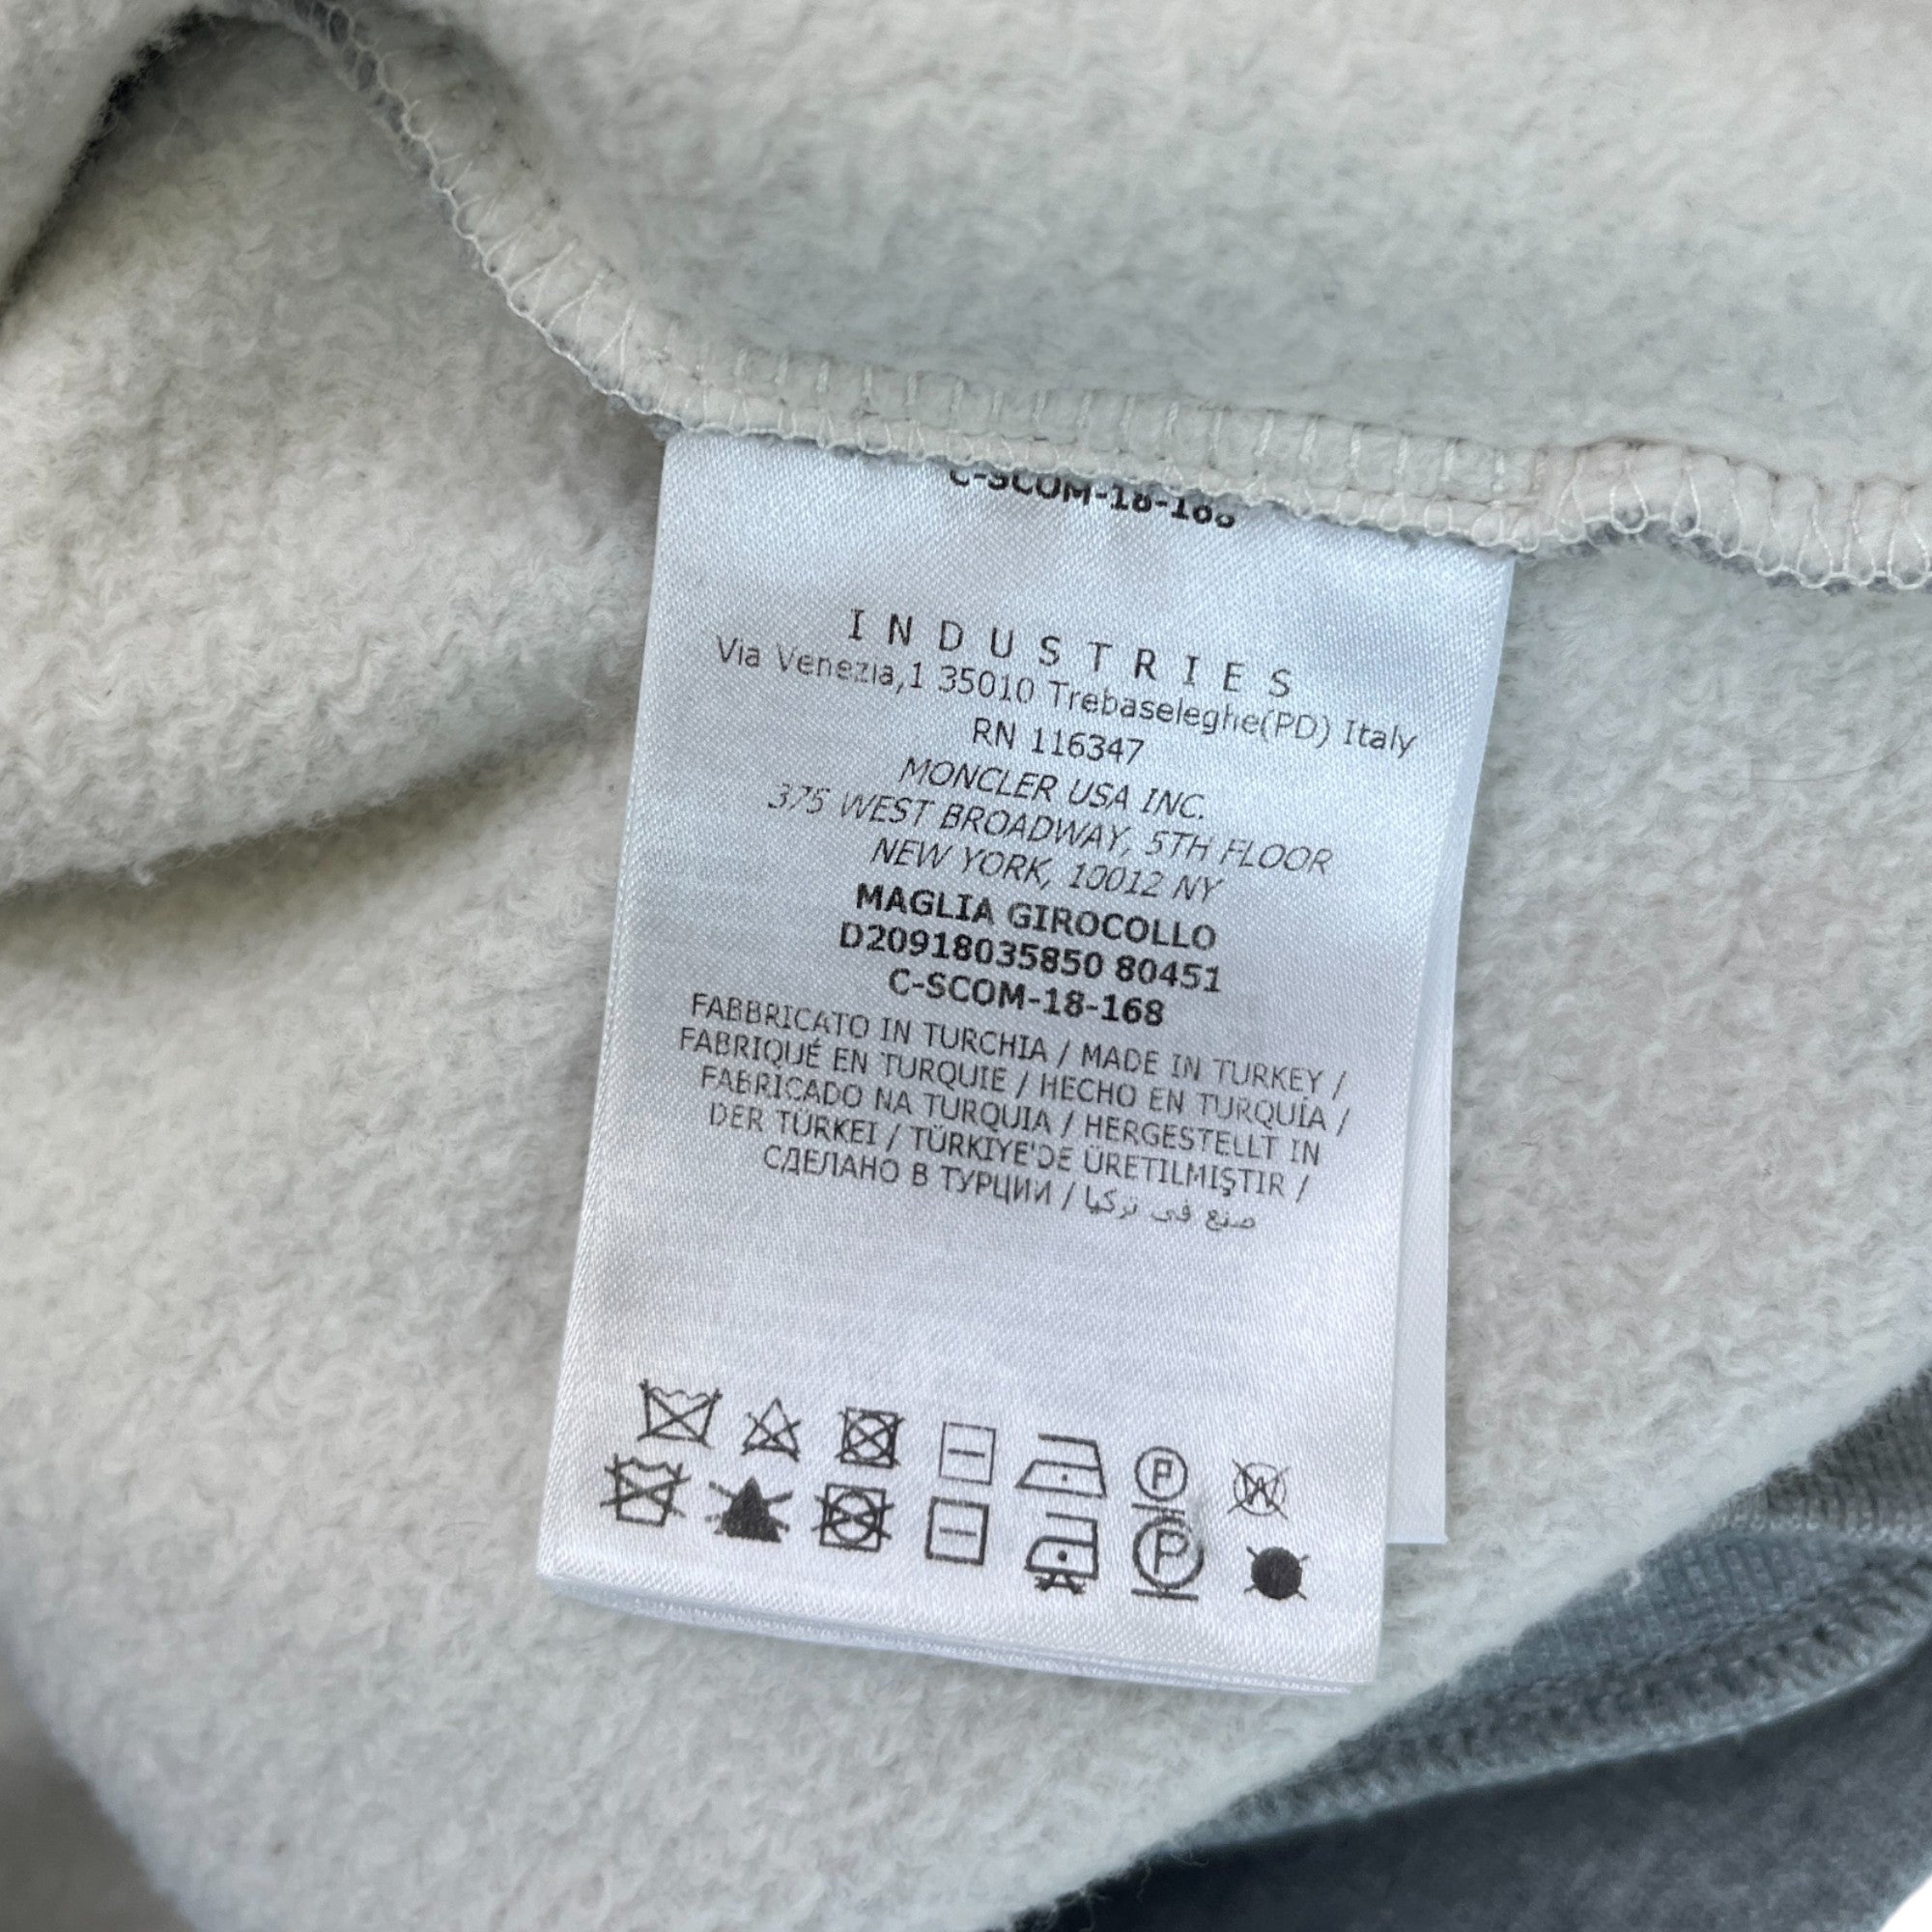 C-SCOM-18-168
INDUSTRIES
Via Venezia,1 35010 Trebaseleghe(PD) Italy
RN 116347
MONCLER USA INC.
375 WEST BROADWAY, 5TH FLOOR
NEW YORK, 10012 NY
MAGLIA GIROCOLLO
D20918035850 80451
C-SCOM-18-168
FABBRICATO IN TURCHIA / MADE IN TURKEY /
FABRIQUÉ EN TURQUIE / HECHO EN TURQUÍA /
FABRICADO NA TURQUIA / HERGESTELLT IN
DER TÜRKEI / TÜRKIYE'DE ÜRETILMIŞTIR /
СДЕЛАНО В ТУРЦИИ / صنع في تركيا
P W
P